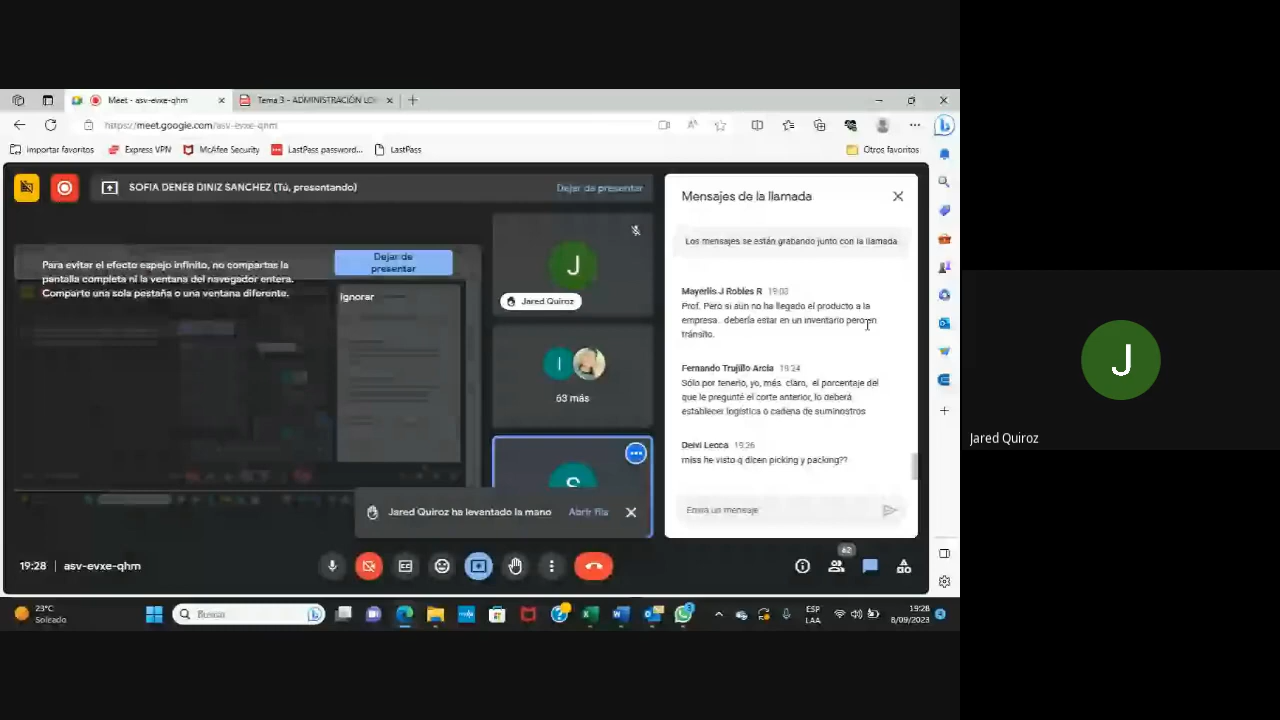 Meet - asv-evxe-qhm
Tema 3 - ADMINISTRACIÓN LO
https://meet.google.com/asv-evxe-qhm
Importar favoritos
Express VPN
McAfee Security
LastPass password...
LastPass
Otros favoritos
SOFIA DENEB DINIZ SANCHEZ (Tú, presentando)
Dejar de presentar
Para evitar el efecto espejo infinito, no compartas la
pantalla completa ni la ventana del navegador entera.
Comparte una sola pestaña o una ventana diferente.
Dejar de
presentar
Ignorar
J
Jared Quiroz
I
63 más
S
Jared Quiroz ha levantado la mano
Abrir fila
Mensajes de la llamada
Los mensajes se están grabando junto con la llamada
Mayerlis J Robles R 19:03
Prof. Pero si aún no ha llegado el producto a la
empresa.. debería estar en un inventario pero en
tránsito.
Fernando Trujillo Arcia 19:24
Sólo por tenerlo, yo, más claro, el porcentaje del
que le pregunté el corte anterior, lo deberá
establecer logística o cadena de suminostros
Deivi Lecca 19:26
miss he visto q dicen picking y packing??
Envía un mensaje
19:28 | asv-evxe-qhm
62
23°C
Soleado
Buscar
ESP
LAA
19:28
8/09/2023
J
Jared Quiroz